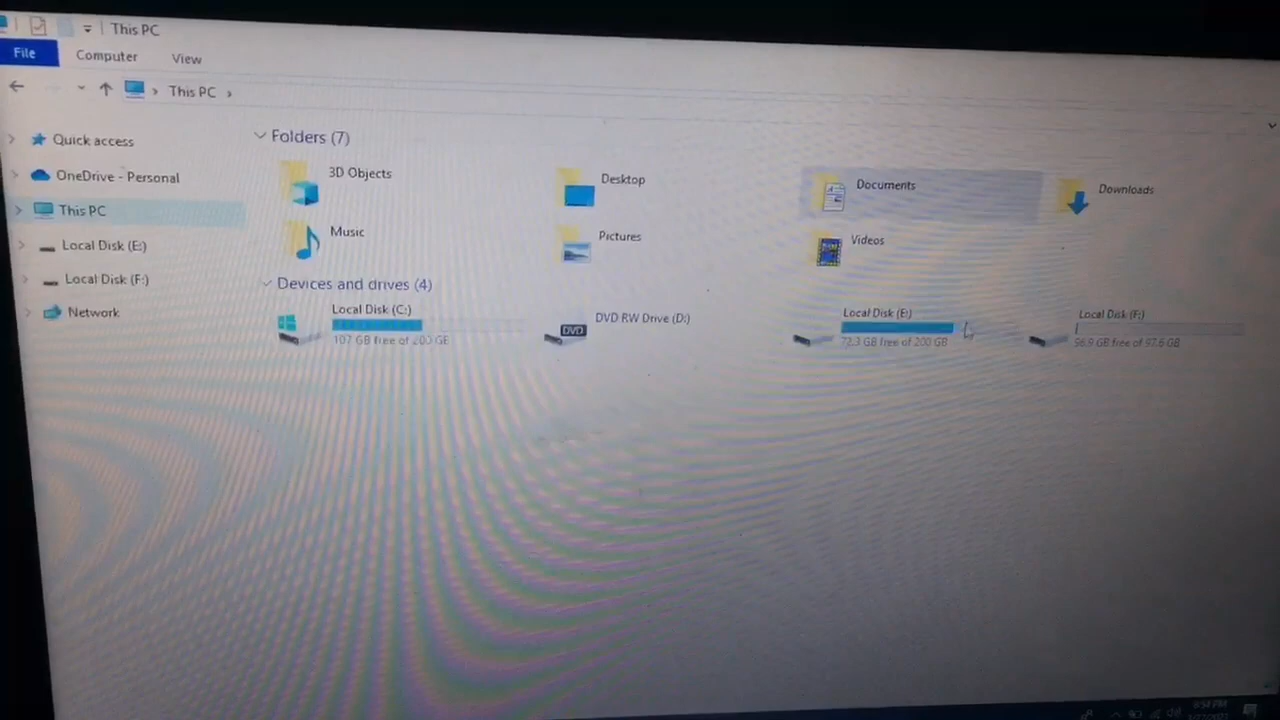 This PC
File
Computer
View
This PC
Quick access
OneDrive - Personal
This PC
Local Disk (E:)
Local Disk (F:)
Network
Folders (7)
3D Objects
Desktop
Documents
Downloads
Music
Pictures
Videos
Devices and drives (4)
Local Disk (C:)
107 GB free of 200 GB
DVD RW Drive (D:)
DVD
Local Disk (E:)
72.3 GB free of 200 GB
Local Disk (F:)
96.9 GB free of 97.6 GB